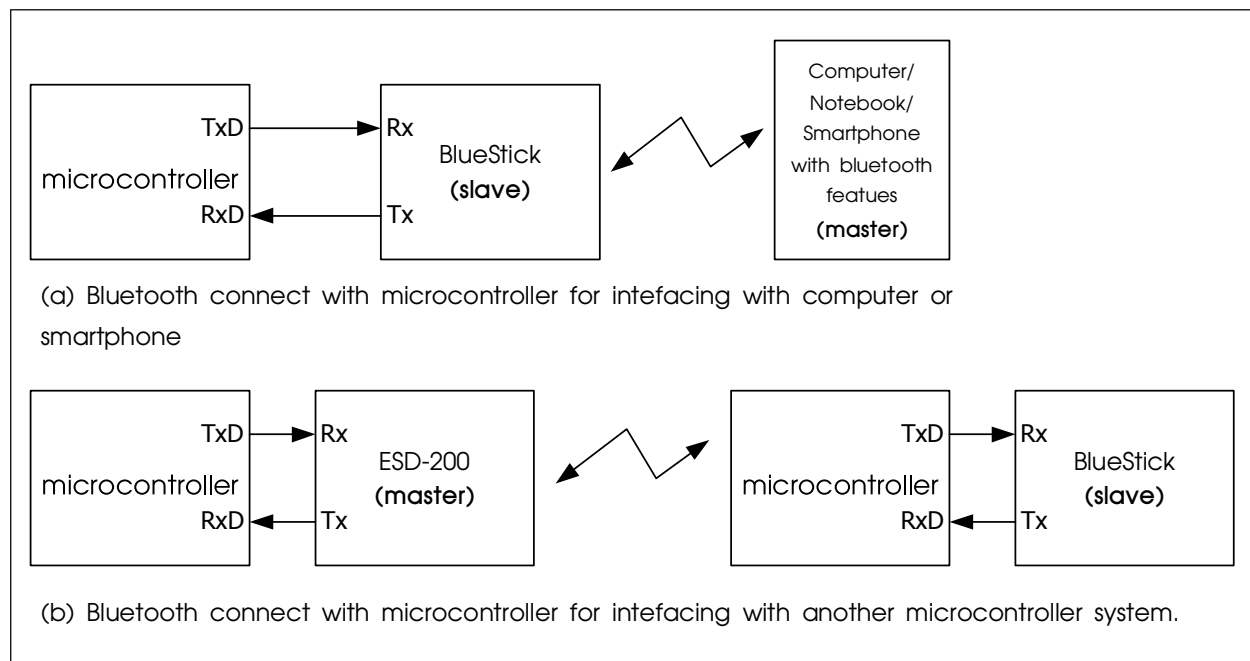 TxD
microcontroller
RxD
Rx
BlueStick
(slave)
Tx
Computer/
Notebook/
Smartphone
with bluetooth
featues
(master)
(a) Bluetooth connect with microcontroller for intefacing with computer or
smartphone
TxD
microcontroller
RxD
Rx
ESD-200
(master)
Tx
TxD
microcontroller
RxD
Rx
BlueStick
(slave)
Tx
(b) Bluetooth connect with microcontroller for intefacing with another microcontroller system.